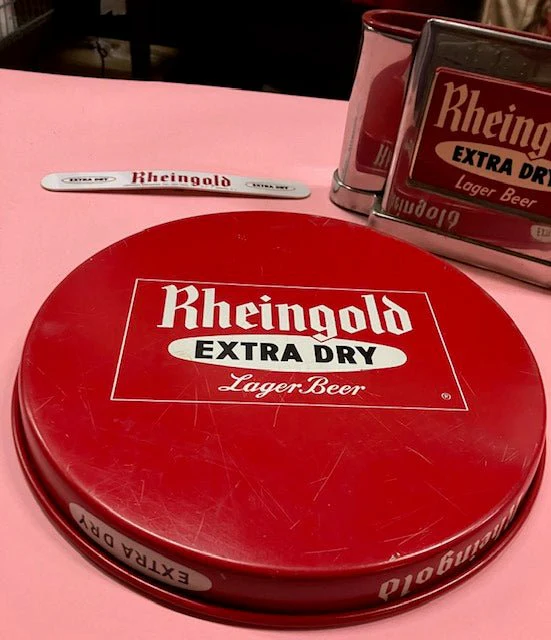 EXTRA DRY Rheingold EXTRA DRY
Rheing
EXTRA DRY
Lager Beer
Rheingold
Rheingold
EXTRA DRY
Lager Beer
®
EXTRA DRY
Rheingold